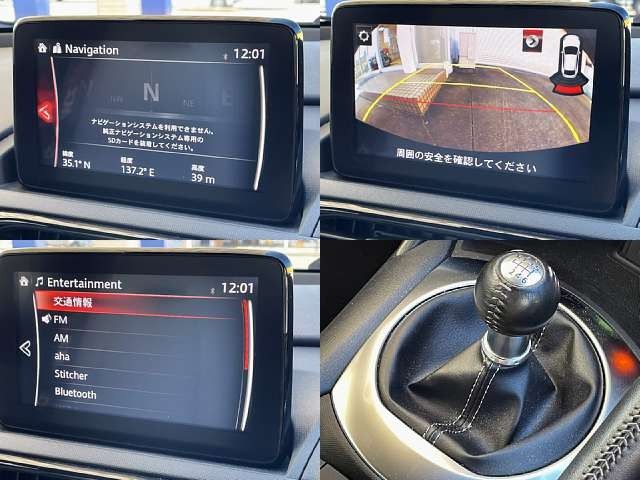 Navigation
12:01
N
NW
NE
E
ナビゲーションシステムを利用できません。
純正ナビゲーションシステム専用の
SDカードを装着してください。
緯度 経度 高度
35.1° N 137.2° E 39 m
周囲の安全を確認してください
Entertainment
12:01
交通情報
FM
AM
aha
Stitcher
Bluetooth